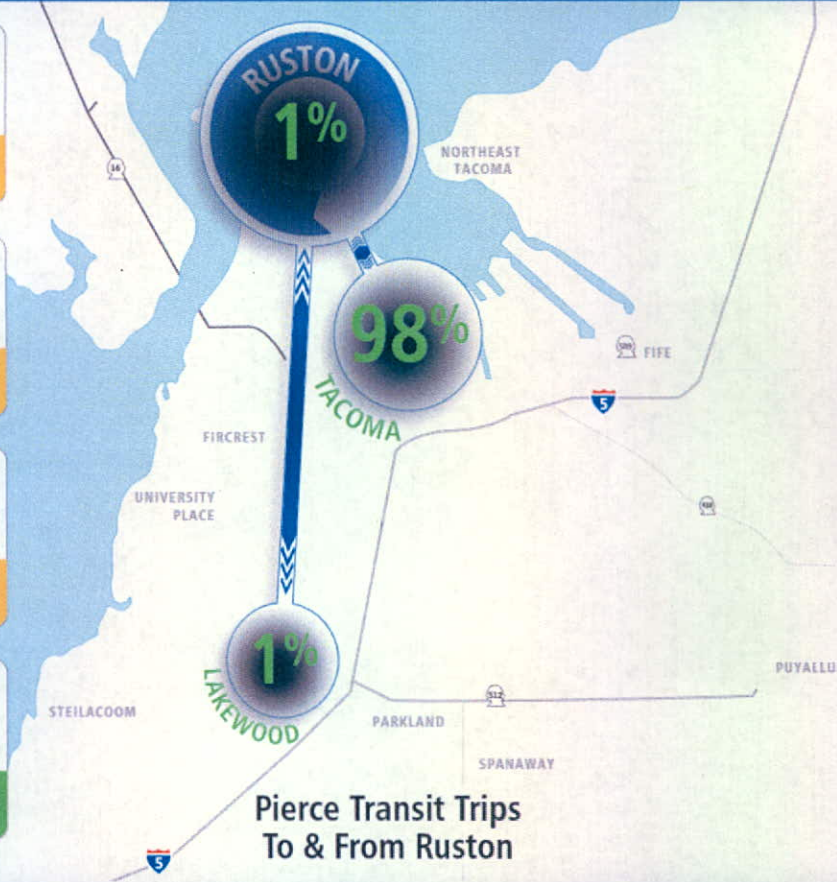 RUSTON
1%
NORTHEAST
TACOMA
16
98%
TACOMA
509
FIFE
5
FIRCREST
UNIVERSITY
PLACE
1%
LAKEWOOD
512
PUYALLU
STEILACOOM
PARKLAND
SPANAWAY
Pierce Transit Trips
To & From Ruston
5